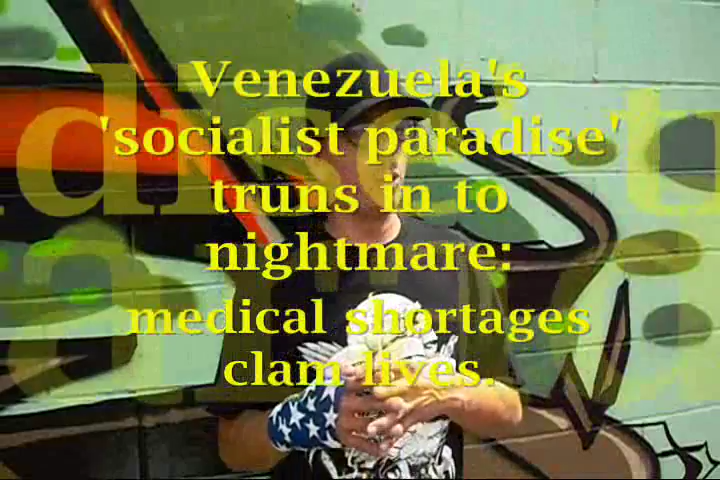 Venezuela's
'socialist paradise'
truns in to
nightmare:
medical shortages
clam lives.